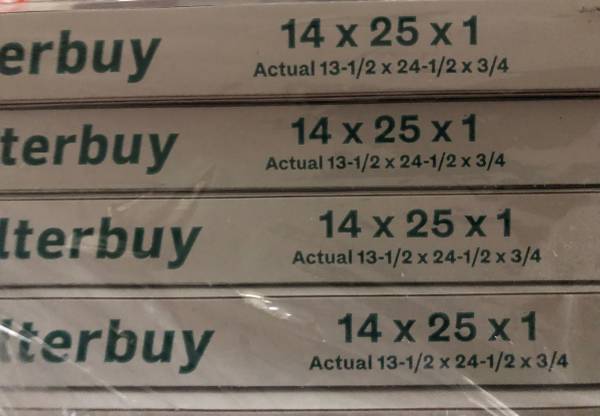 erbuy
14 x 25 x 1
Actual 13-1/2 x 24-1/2 x 3/4
terbuy
14 x 25 x 1
Actual 13-1/2 x 24-1/2 x 3/4
lterbuy
14 x 25 x 1
Actual 13-1/2 x 24-1/2 x 3/4
lterbuy
14 x 25 x 1
Actual 13-1/2 x 24-1/2 x 3/4